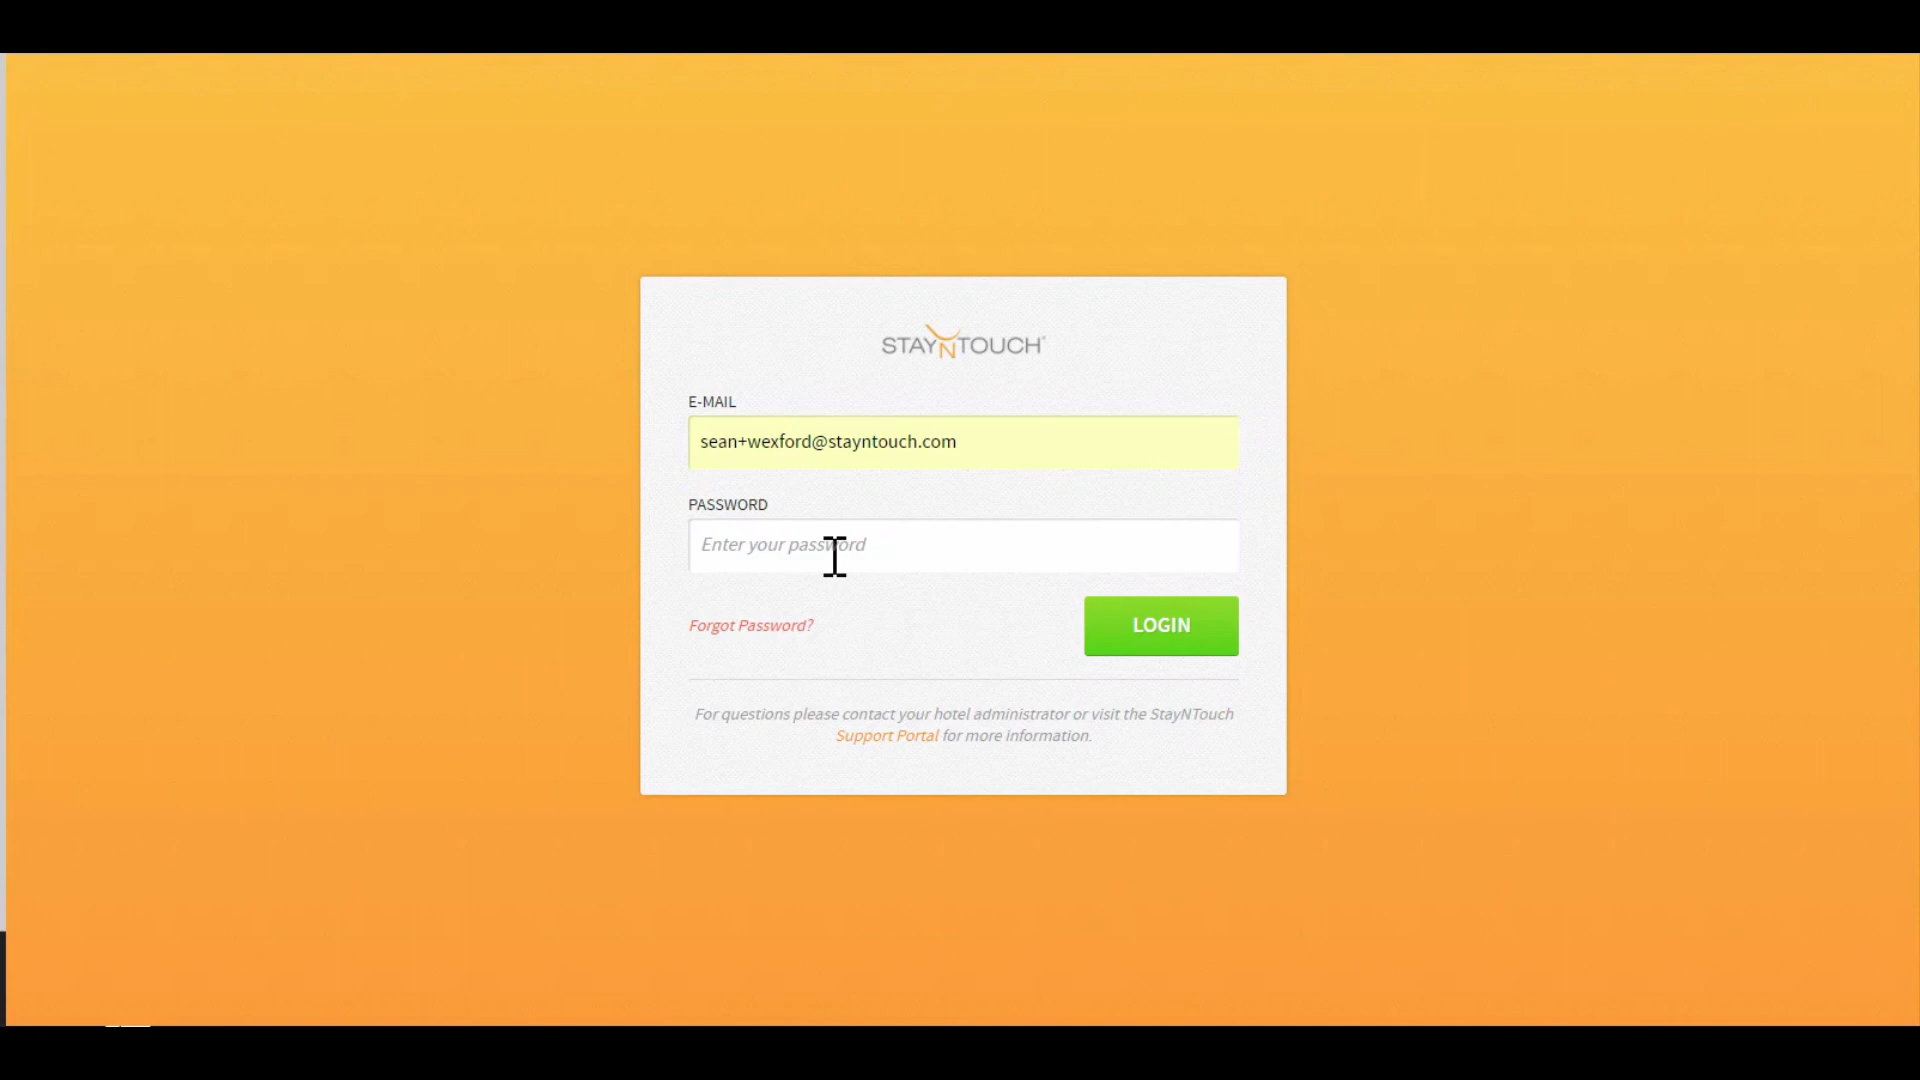 STAYNTOUCH
E-MAIL
sean+wexford@stayntouch.com
PASSWORD
Enter your password
Forgot Password?
LOGIN
For questions please contact your hotel administrator or visit the StayNTouch
Support Portal for more information.